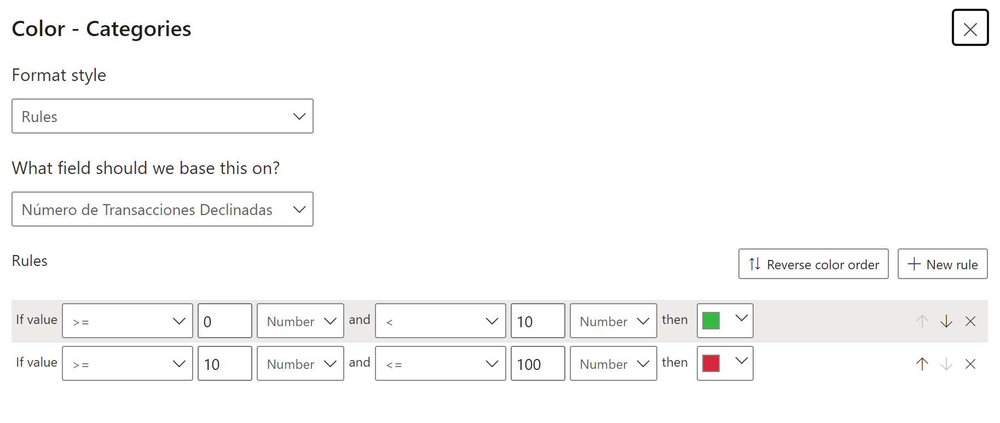 Color - Categories
Format style
Rules
What field should we base this on?
Número de Transacciones Declinadas
Rules
Reverse color order
New rule
If value >= 0 Number and < 10 Number then
If value >= 10 Number and <= 100 Number then